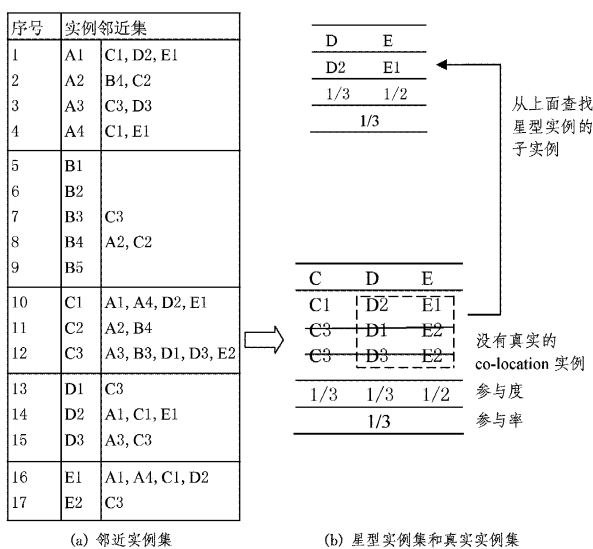 序号 实例邻近集
1 A1 C1, D2, E1
2 A2 B4, C2
3 A3 C3, D3
4 A4 C1, E1
5 B1
6 B2
7 B3 C3
8 B4 A2, C2
9 B5
10 C1 A1, A4, D2, E1
11 C2 A2, B4
12 C3 A3, B3, D1, D3, E2
13 D1 C3
14 D2 A1, C1, E1
15 D3 A3, C3
16 E1 A1, A4, C1, D2
17 E2 C3
(a) 邻近实例集
D E
D2 E1
1/3 1/2
1/3
从上面查找
星型实例的
子实例
C D E
C1 D2 E1
C3 D1 E2
C3 D3 E2
没有真实的
co-location 实例
1/3 1/3 1/2 参与度
1/3 参与率
(b) 星型实例集和真实实例集